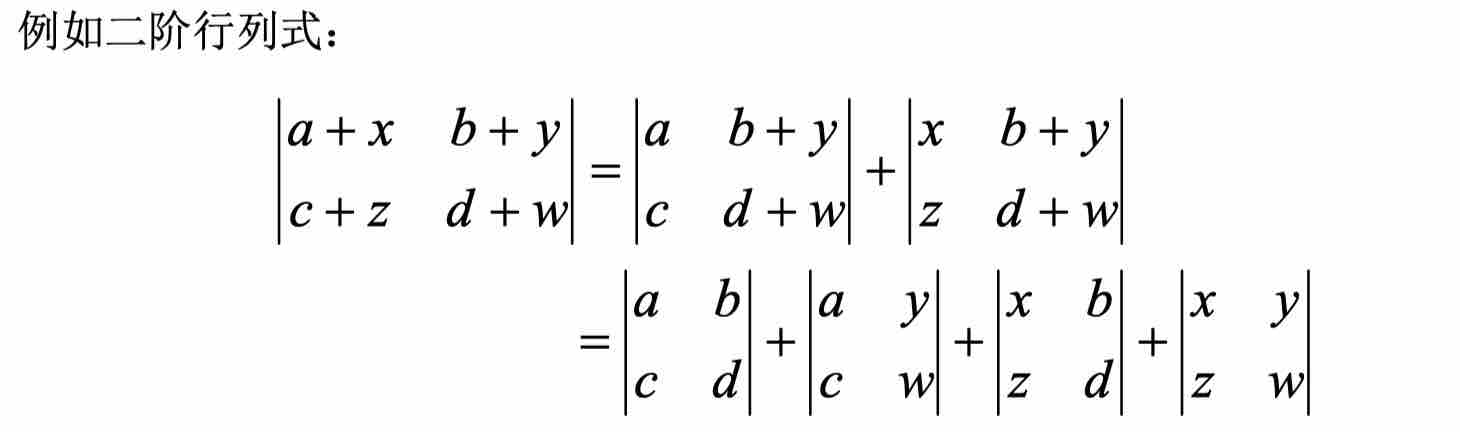 例如二阶行列式：
|a + x b + y| = |a b + y| + |x b + y|
|c + z d + w| |c d + w| |z d + w|
= |a b| + |a y| + |x b| + |x y|
|c d| |c w| |z d| |z w|